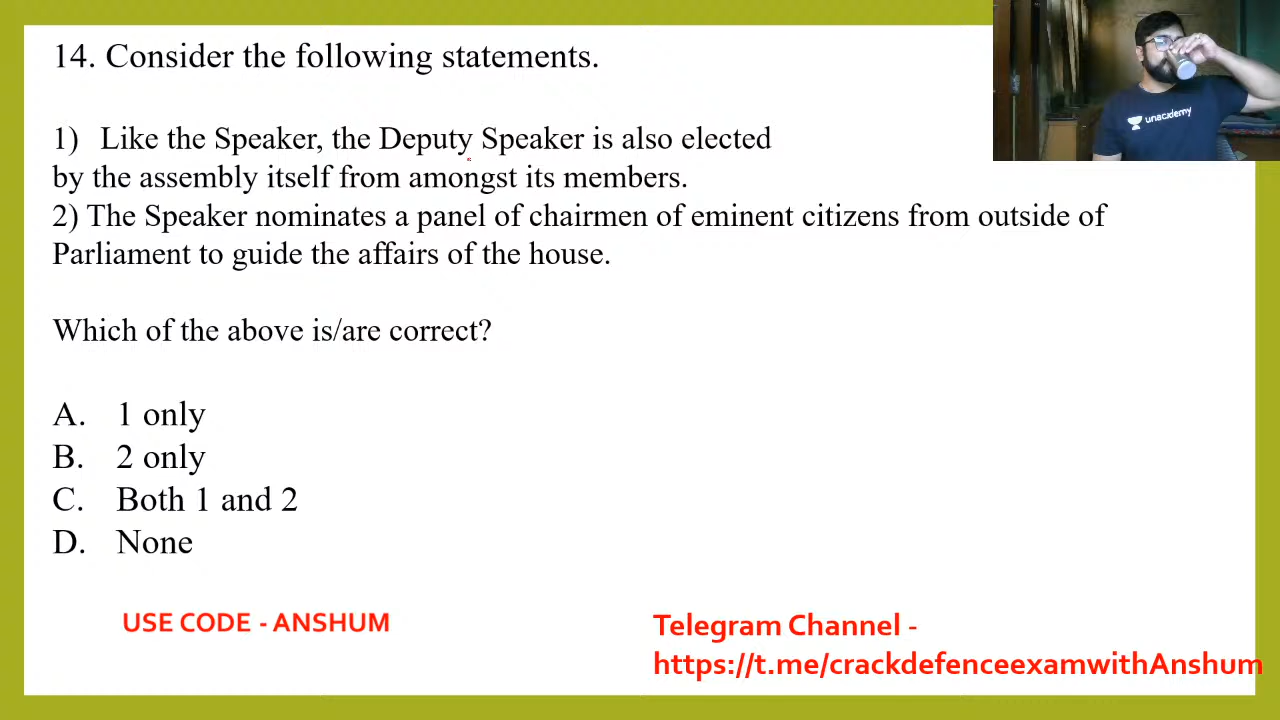 14. Consider the following statements.
unacademy
1) Like the Speaker, the Deputy Speaker is also elected
by the assembly itself from amongst its members.
2) The Speaker nominates a panel of chairmen of eminent citizens from outside of
Parliament to guide the affairs of the house.
Which of the above is/are correct?
A. 1 only
B. 2 only
C. Both 1 and 2
D. None
USE CODE - ANSHUM
Telegram Channel -
https://t.me/crackdefenceexamwithAnshum